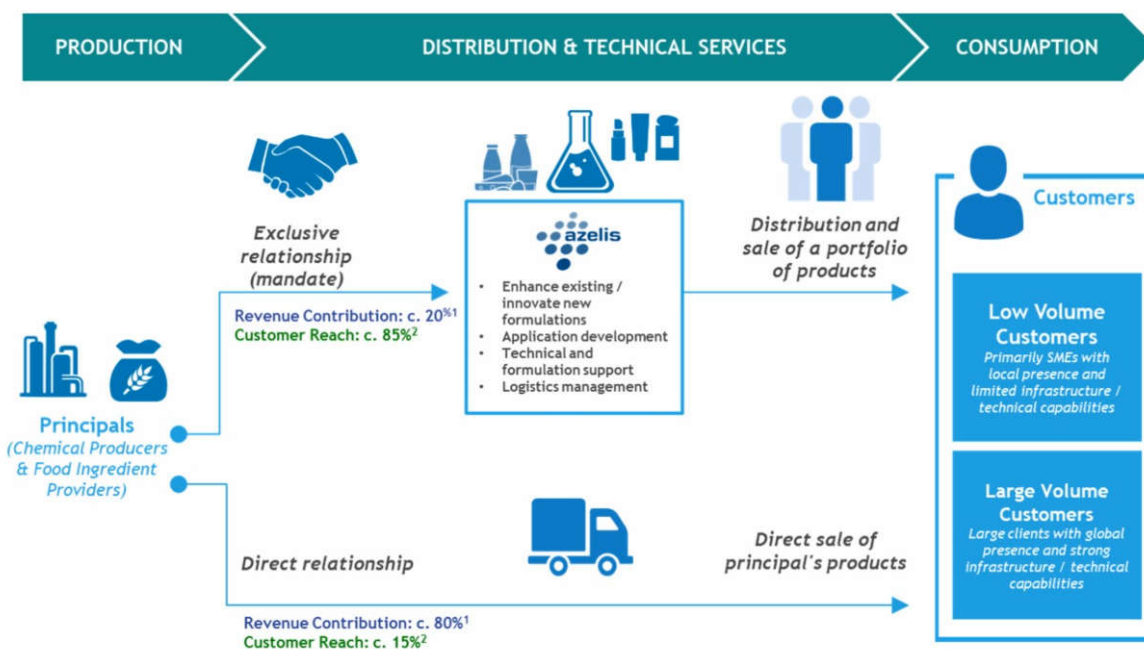 PRODUCTION
DISTRIBUTION & TECHNICAL SERVICES
CONSUMPTION
Exclusive
relationship
(mandate)
Revenue Contribution: c. 20%¹
Customer Reach: c. 85%²
azelis
• Enhance existing /
innovate new
formulations
• Application development
• Technical and
formulation support
• Logistics management
Distribution and
sale of a portfolio
of products
Customers
Low Volume
Customers
Primarily SMEs with
local presence and
limited infrastructure /
technical capabilities
Principals
(Chemical Producers
& Food Ingredient
Providers)
Direct relationship
Revenue Contribution: c. 80%¹
Customer Reach: c. 15%²
Direct sale of
principal's products
Large Volume
Customers
Large clients with global
presence and strong
infrastructure / technical
capabilities